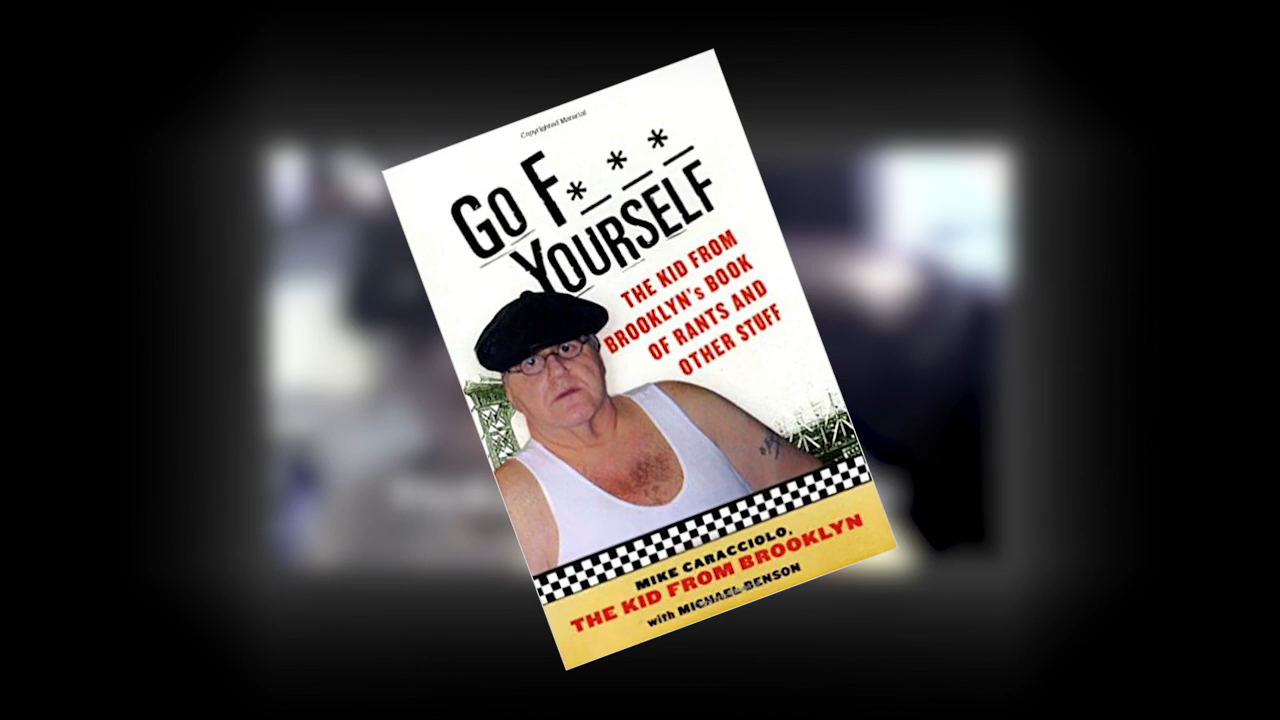 Copyrighted Material
Go F***
YOURSELF
THE KID FROM
BROOKLYN's BOOK
OF RANTS AND
OTHER STUFF
MIKE CARACCIOLO,
THE KID FROM BROOKLYN
with MICHAEL BENSON